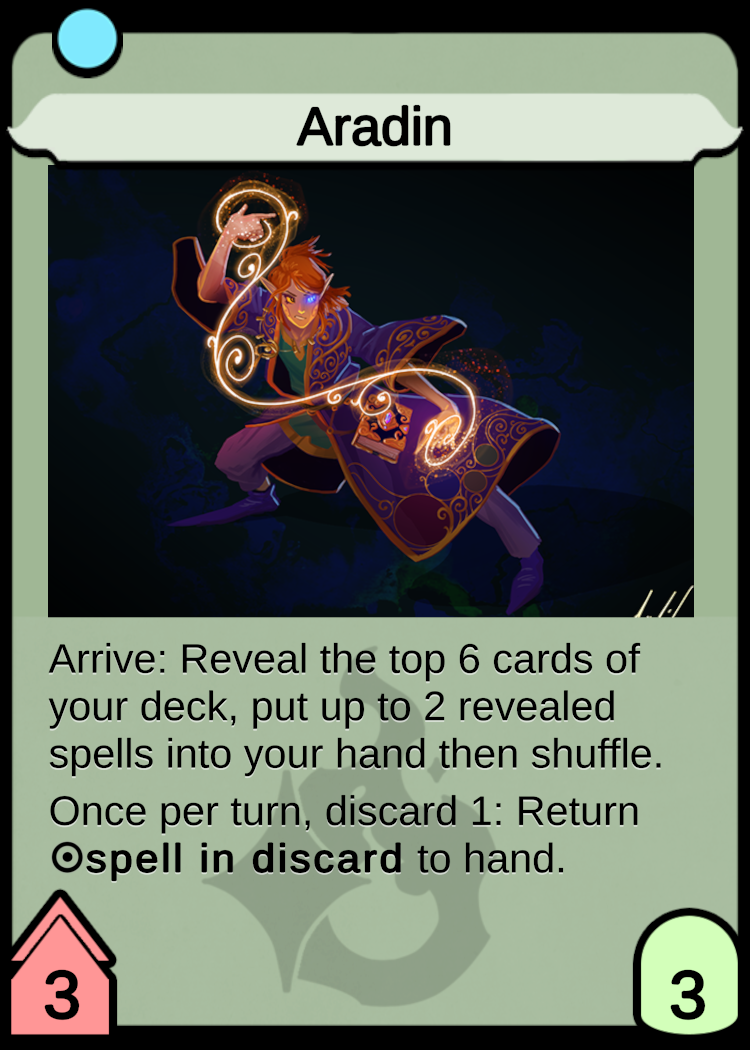 Aradin
Arrive: Reveal the top 6 cards of
your deck, put up to 2 revealed
spells into your hand then shuffle.
Once per turn, discard 1: Return
⊙spell in discard to hand.
3
3